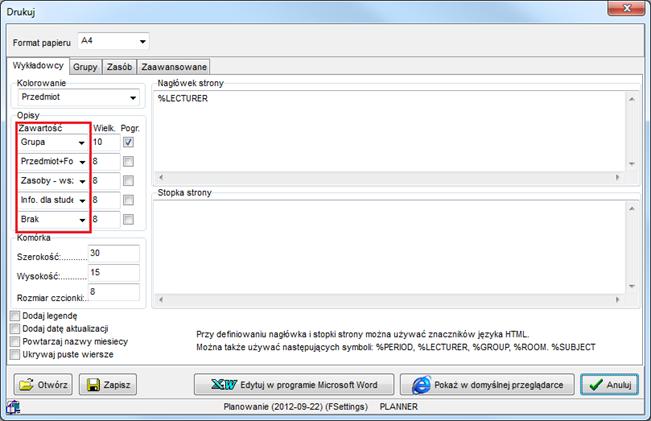 Drukuj
Format papieru A4
Wykładowcy Grupy Zasób Zaawansowane
Kolorowanie
Przedmiot
Opisy
Zawartość Wielk. Pogr.
Grupa 10
Przedmiot+Fo 8
Zasoby - wsz 8
Info. dla stude 8
Brak 8
Komórka
Szerokość:............ 30
Wysokość:............ 15
Rozmiar czcionki:.. 8
Dodaj legendę
Dodaj datę aktualizacji
Powtarzaj nazwy miesiecy
Ukrywaj puste wiersze
Nagłówek strony
%LECTURER
Stopka strony
Przy definiowaniu nagłówka i stopki strony można używać znaczników języka HTML.
Można także używać następujących symboli: %PERIOD, %LECTURER, %GROUP, %ROOM. %SUBJECT
Otwórz Zapisz Edytuj w programie Microsoft Word Pokaż w domyślnej przeglądarce Anuluj
Planowanie (2012-09-22) (FSettings) PLANNER